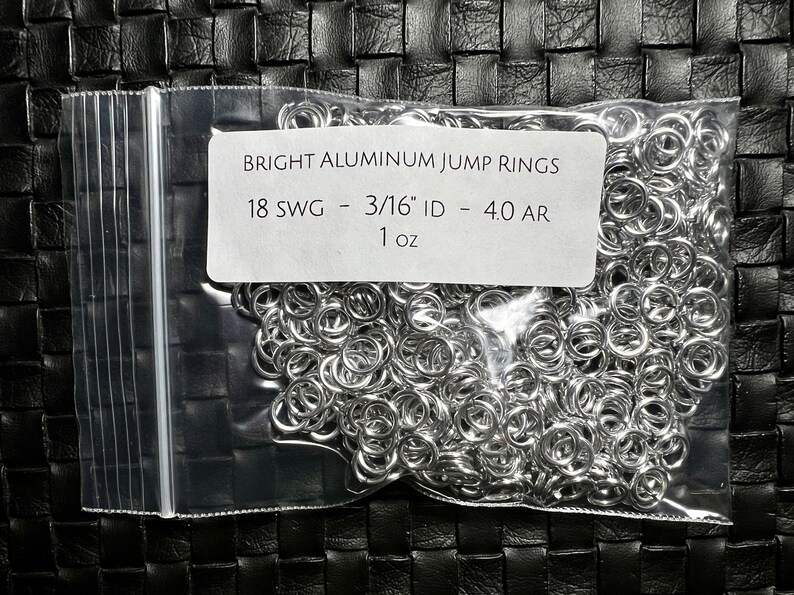 Bright Aluminum Jump Rings
18 SWG - 3/16" ID - 4.0 AR
1 oz